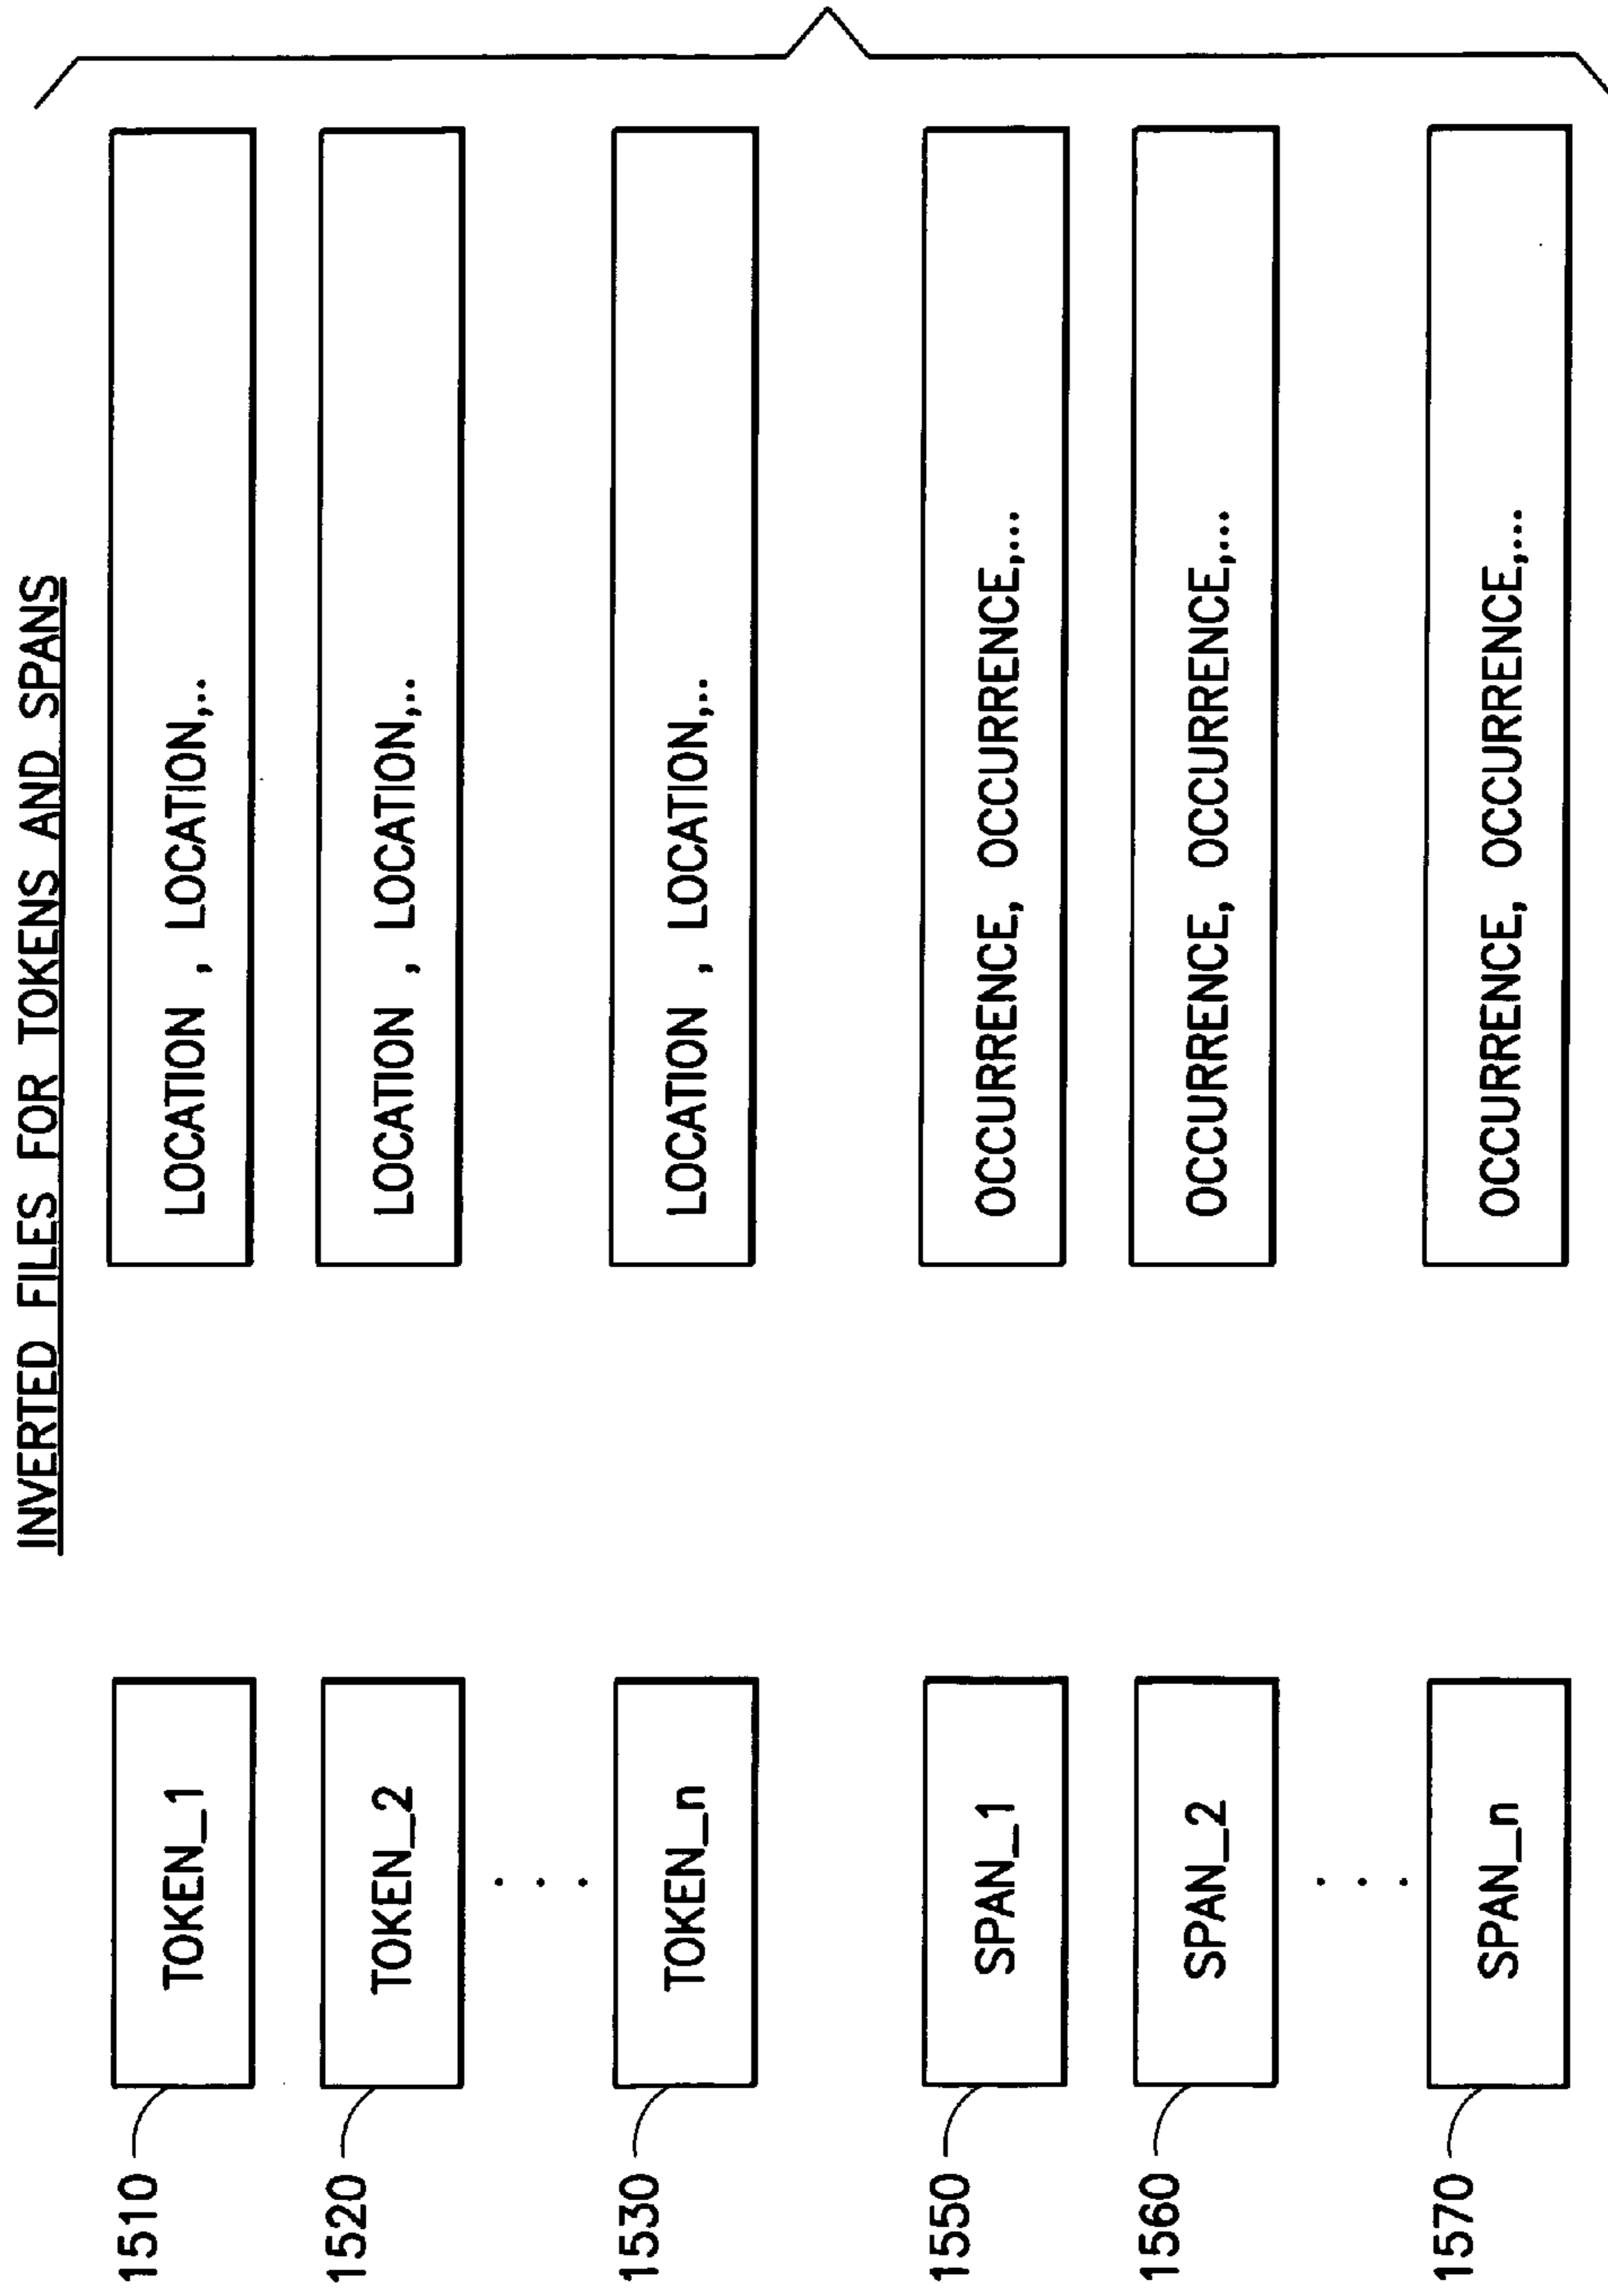 INVERTED FILES FOR TOKENS AND SPANS
1510 TOKEN_1 LOCATION , LOCATION,..
1520 TOKEN_2 LOCATION , LOCATION,..
. . .
1530 TOKEN_n LOCATION , LOCATION,..
1550 SPAN_1 OCCURRENCE, OCCURRENCE,...
1560 SPAN_2 OCCURRENCE, OCCURRENCE,...
. . .
1570 SPAN_n OCCURRENCE, OCCURRENCE,...